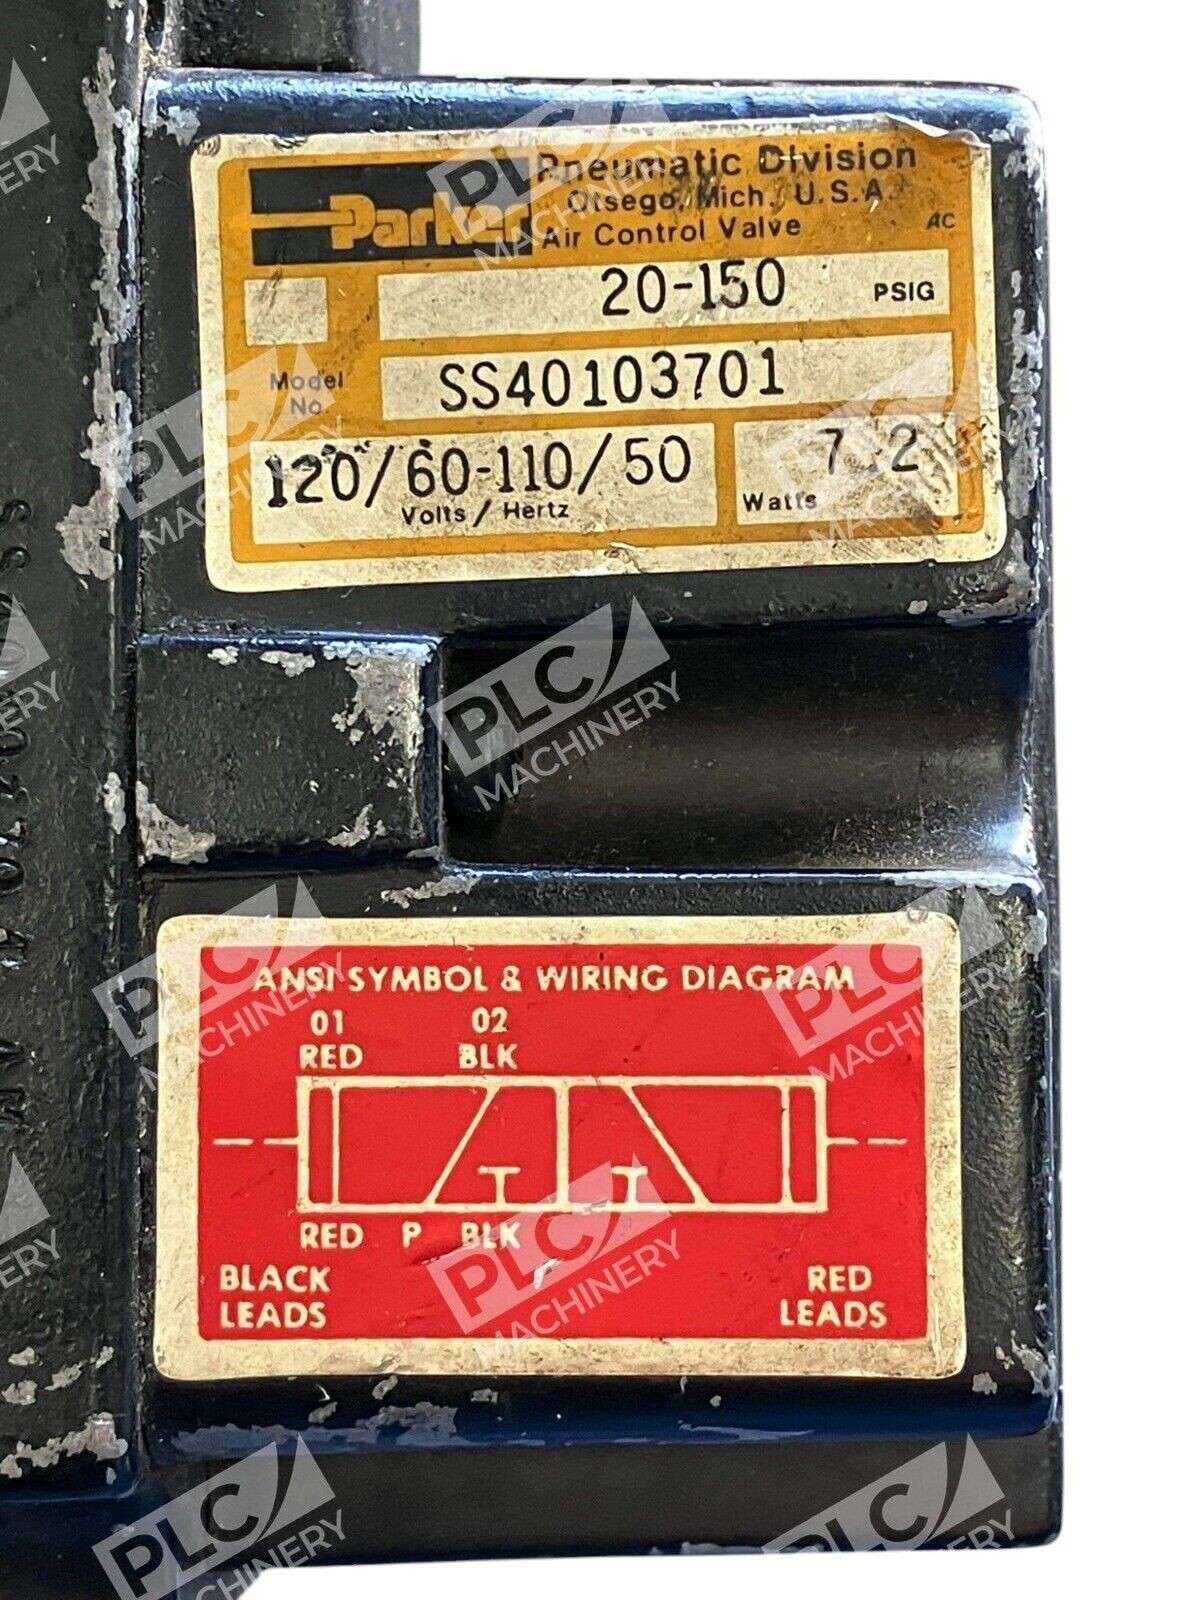 Parker
Pneumatic Division
Otsego, Mich., U.S.A.
Air Control Valve
AC
20-150 PSIG
Model No. SS40103701
120/60-110/50
Volts / Hertz
7.2
Watts
ANSI SYMBOL & WIRING DIAGRAM
01 02
RED BLK
RED P BLK
BLACK LEADS
RED LEADS
PLC MACHINERY